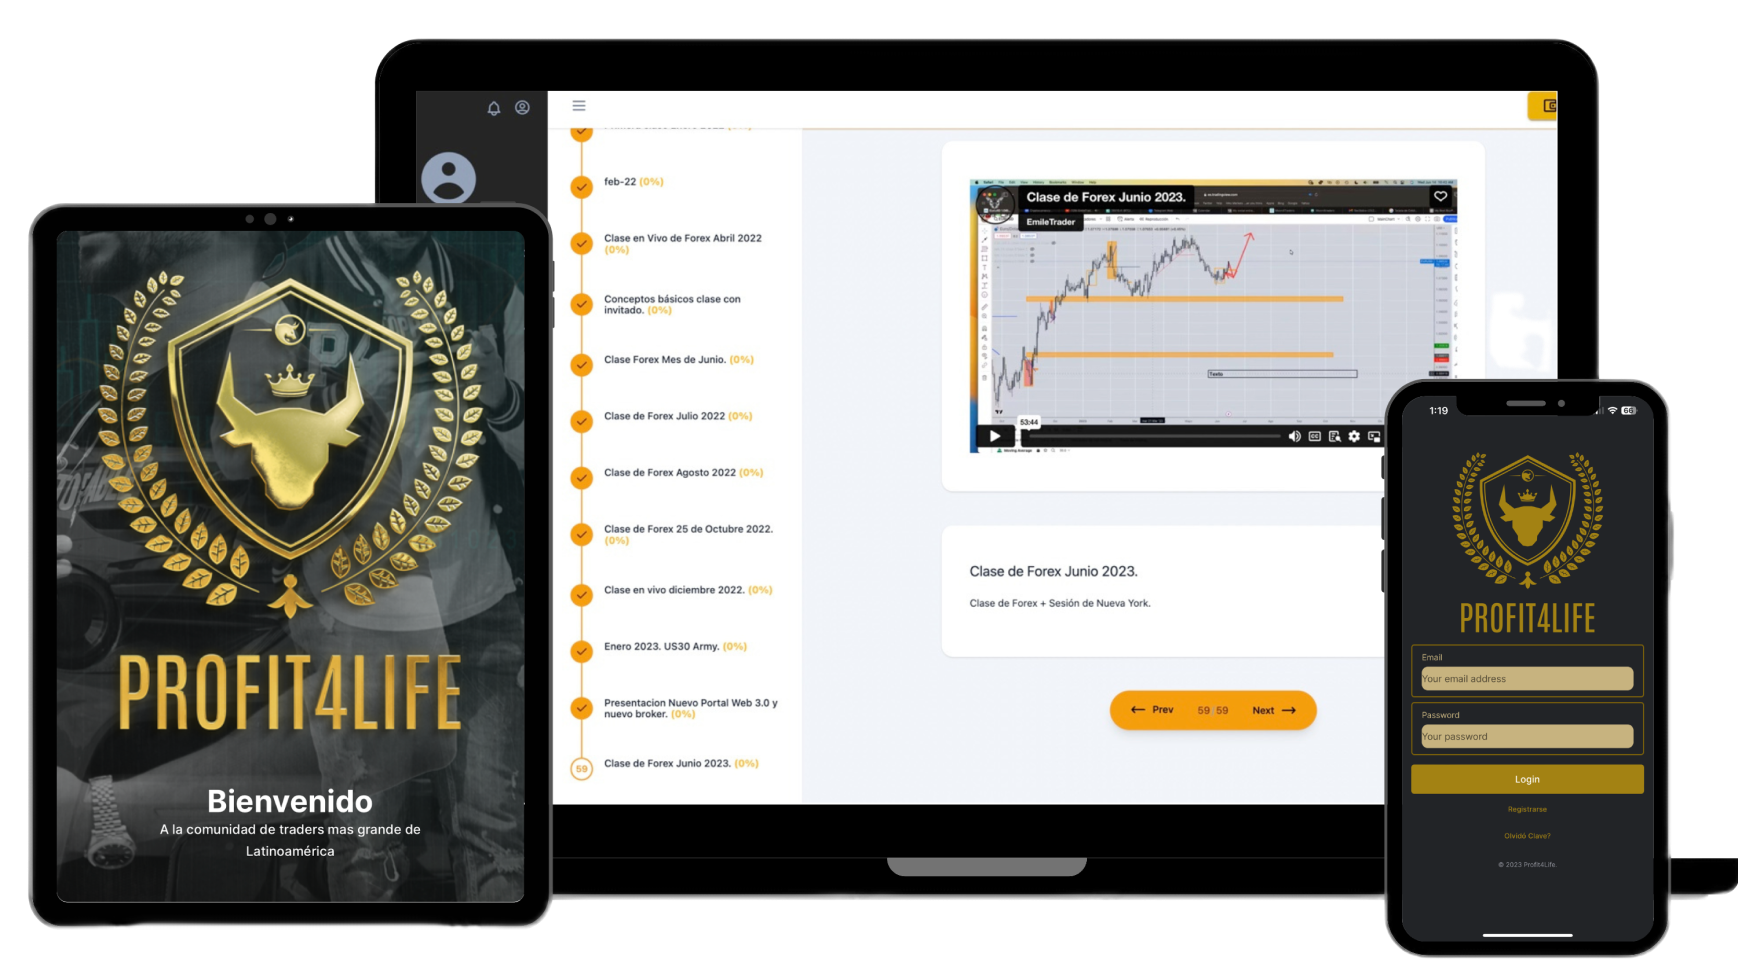 PROFIT4LIFE
Bienvenido
A la comunidad de traders mas grande de
Latinoamérica
feb-22 (0%)
Clase en Vivo de Forex Abril 2022
(0%)
Conceptos básicos clase con
invitado. (0%)
Clase Forex Mes de Junio. (0%)
Clase de Forex Julio 2022 (0%)
Clase de Forex Agosto 2022 (0%)
Clase de Forex 25 de Octubre 2022.
(0%)
Clase en vivo diciembre 2022. (0%)
Enero 2023. US30 Army. (0%)
Presentacion Nuevo Portal Web 3.0 y
nuevo broker. (0%)
59
Clase de Forex Junio 2023. (0%)
Clase de Forex Junio 2023.
EmileTrader
Texto
53:44
Clase de Forex Junio 2023.
Clase de Forex + Sesión de Nueva York.
← Prev 59 59 Next →
1:19
PROFIT4LIFE
Email
Your email address
Password
Your password
Login
Registrarse
Olvidó Clave?
© 2023 Profit4Life.